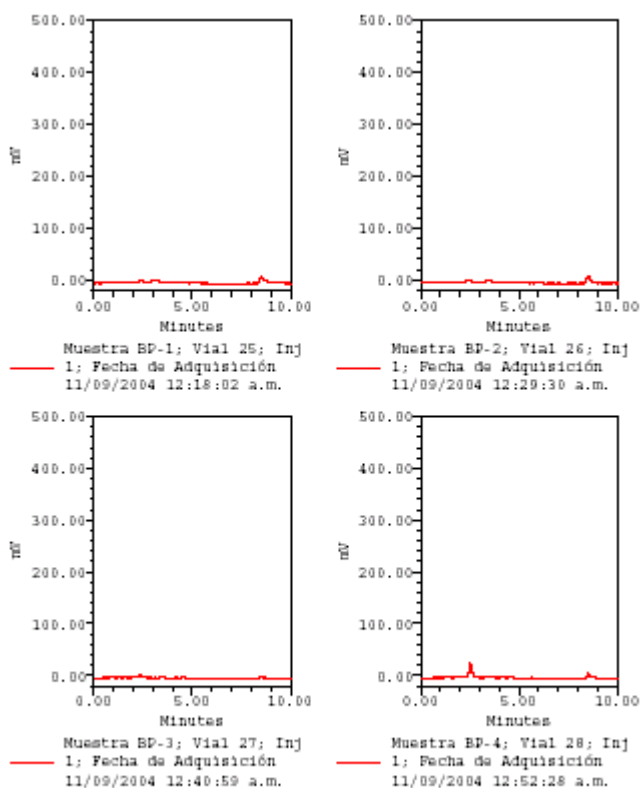 500.00
400.00
300.00
mV
200.00
100.00
0.00
0.00 5.00 10.00
Minutes
Muestra BP-1; Vial 25; Inj
1; Fecha de Adquisición
11/09/2004 12:18:02 a.m.
500.00
400.00
300.00
mV
200.00
100.00
0.00
0.00 5.00 10.00
Minutes
Muestra BP-2; Vial 26; Inj
1; Fecha de Adquisición
11/09/2004 12:29:30 a.m.
500.00
400.00
300.00
mV
200.00
100.00
0.00
0.00 5.00 10.00
Minutes
Muestra BP-3; Vial 27; Inj
1; Fecha de Adquisición
11/09/2004 12:40:59 a.m.
500.00
400.00
300.00
mV
200.00
100.00
0.00
0.00 5.00 10.00
Minutes
Muestra BP-4; Vial 28; Inj
1; Fecha de Adquisición
11/09/2004 12:52:28 a.m.